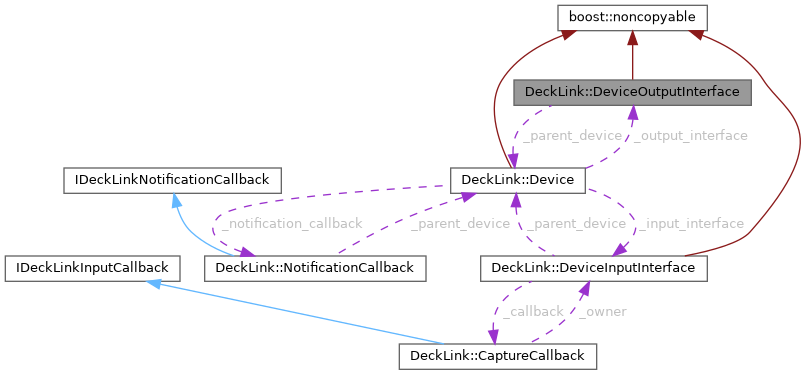 boost::noncopyable
DeckLink::DeviceOutputInterface
_parent_device
_output_interface
IDeckLinkNotificationCallback
DeckLink::Device
_notification_callback
_parent_device
_parent_device
_input_interface
IDeckLinkInputCallback
DeckLink::NotificationCallback
DeckLink::DeviceInputInterface
_callback
_owner
DeckLink::CaptureCallback